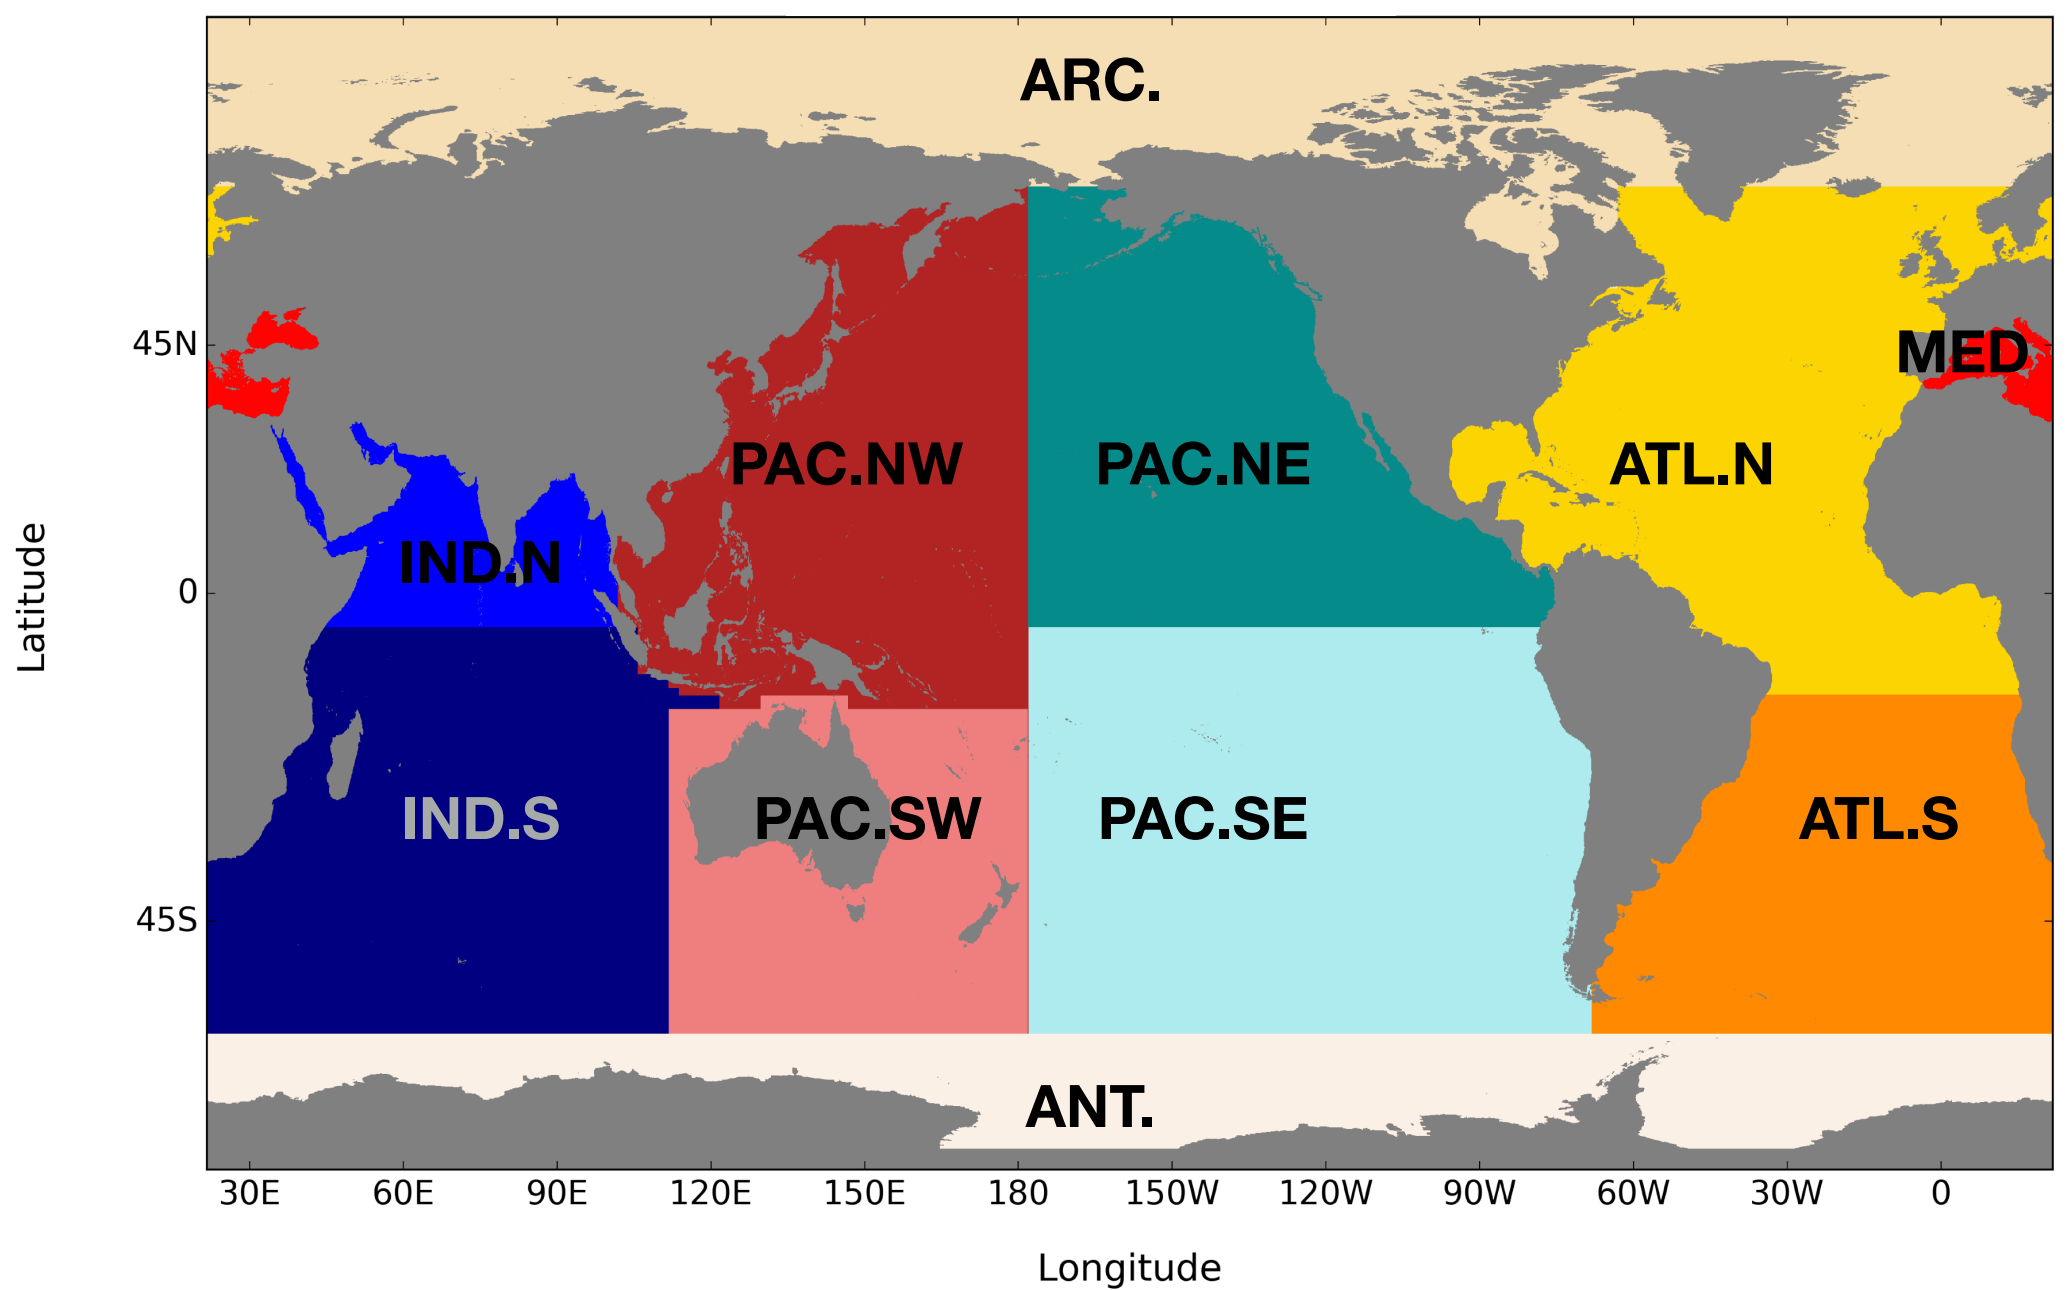 ARC.
45N
MED
PAC.NW PAC.NE ATL.N
IND.N
0
Latitude
IND.S PAC.SW PAC.SE ATL.S
45S
ANT.
30E 60E 90E 120E 150E 180 150W 120W 90W 60W 30W 0
Longitude